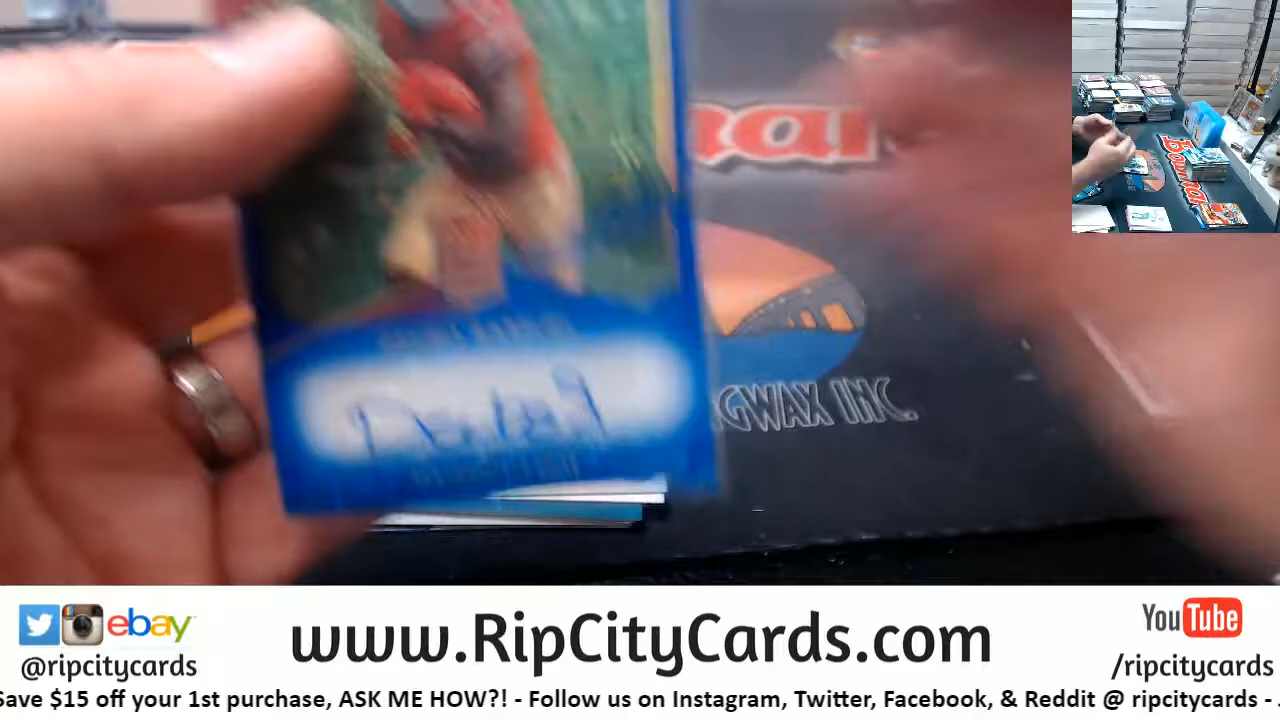 GWAX INC.
www.RipCityCards.com
ebay
@ripcitycards
YouTube
/ripcitycards
Save $15 off your 1st purchase, ASK ME HOW?! - Follow us on Instagram, Twitter, Facebook, & Reddit @ ripcitycards -